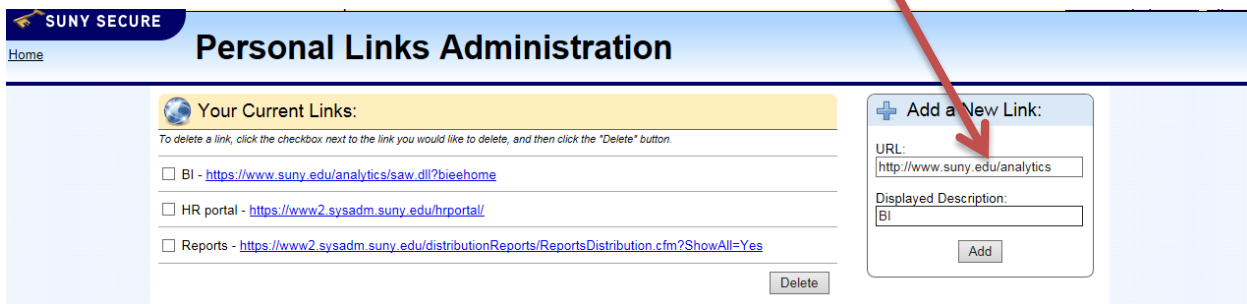 SUNY SECURE
Home
Personal Links Administration
Your Current Links:
To delete a link, click the checkbox next to the link you would like to delete, and then click the "Delete" button.
BI - https://www.suny.edu/analytics/saw.dll?bieehome
HR portal - https://www2.sysadm.suny.edu/hrportal/
Reports - https://www2.sysadm.suny.edu/distributionReports/ReportsDistribution.cfm?ShowAll=Yes
Delete
Add a New Link:
URL:
http://www.suny.edu/analytics
Displayed Description:
BI
Add